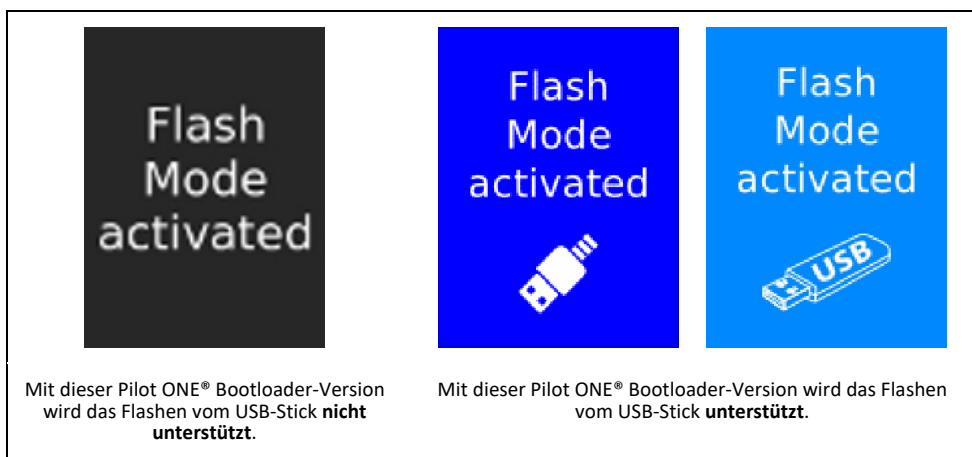 Flash
Mode
activated
Flash
Mode
activated
Flash
Mode
activated
USB
Mit dieser Pilot ONE® Bootloader-Version
wird das Flashen vom USB-Stick nicht
unterstützt.
Mit dieser Pilot ONE® Bootloader-Version wird das Flashen
vom USB-Stick unterstützt.